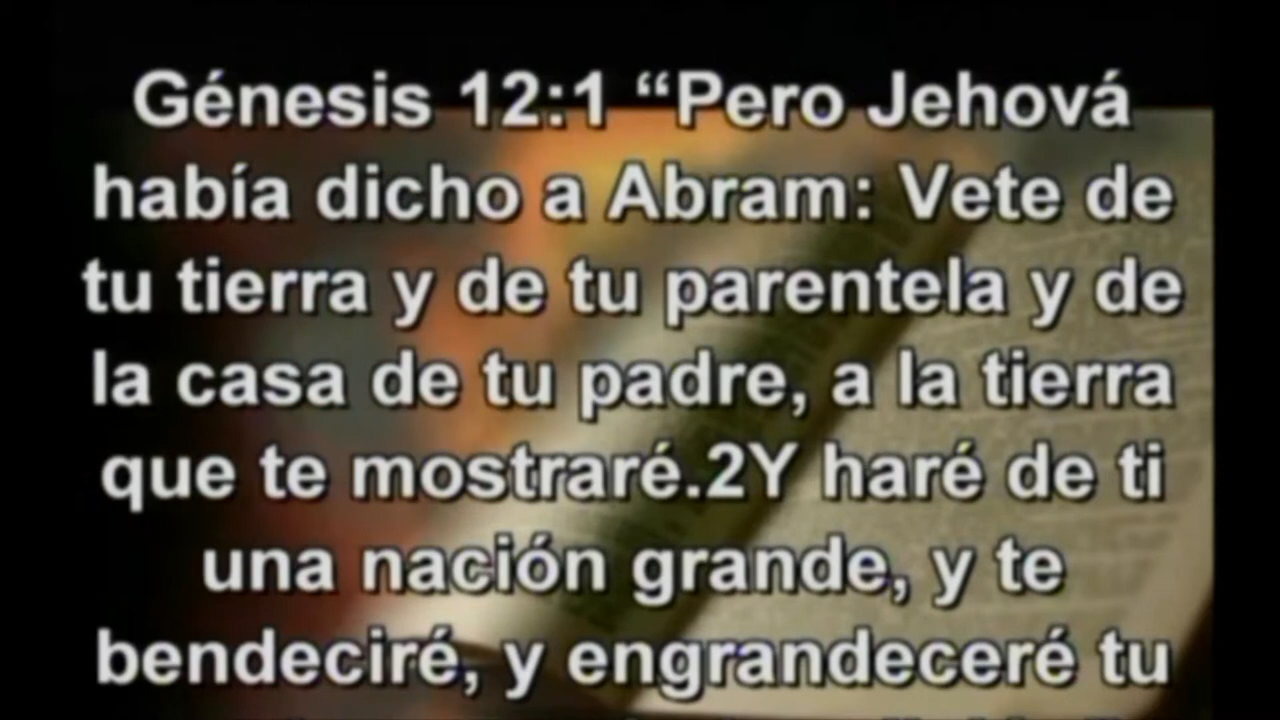 Génesis 12:1 “Pero Jehová
había dicho a Abram: Vete de
tu tierra y de tu parentela y de
la casa de tu padre, a la tierra
que te mostraré.2Y haré de ti
una nación grande, y te
bendeciré, y engrandeceré tu